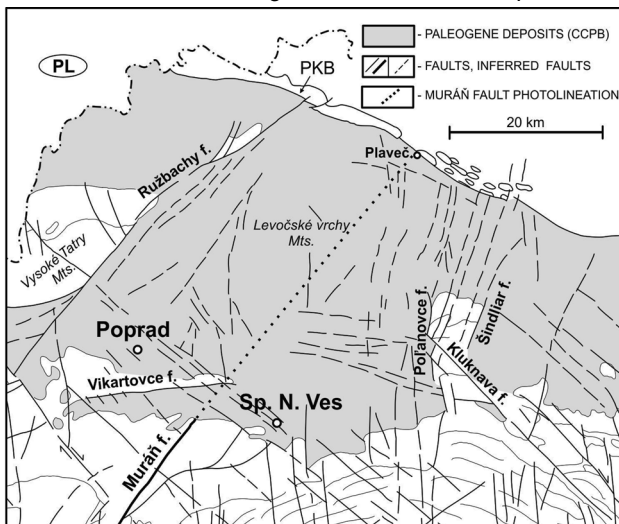 PL
PKB
- PALEOGENE DEPOSITS (CCPB)
- FAULTS, INFERRED FAULTS
- MURÁŇ FAULT PHOTOLINEATION
20 km
Plaveč
Ružbachy f.
Levočské vrchy
Mts.
Vysoké Tatry
Mts.
Poprad
Vikartovce f.
Sp. N. Ves
Muráň f.
Poľanovce f.
Šindliar f.
Kluknava f.